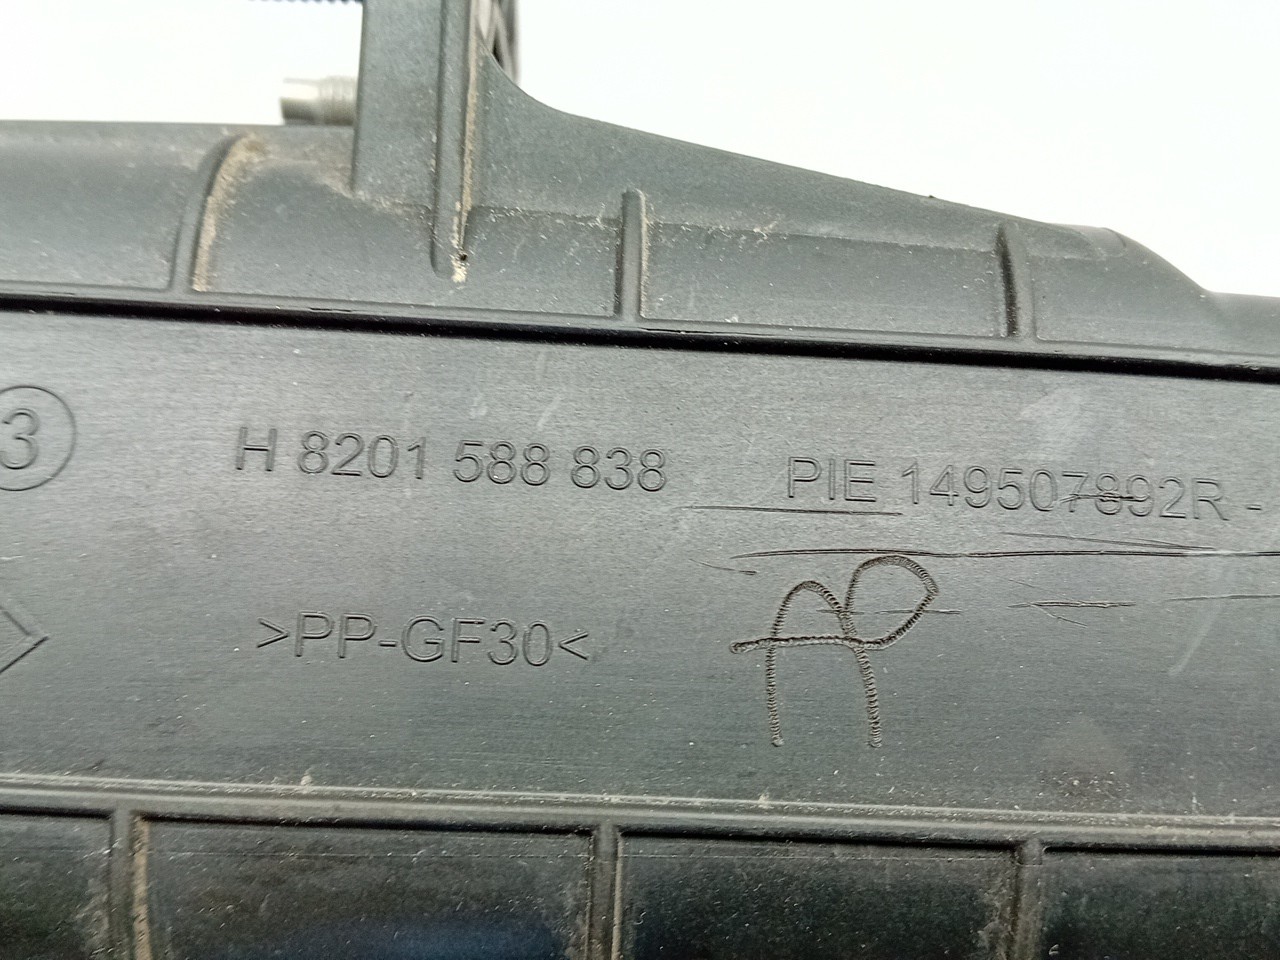 3
H 8201 588 838 PIE 149507892R -
>PP-GF30<
AP